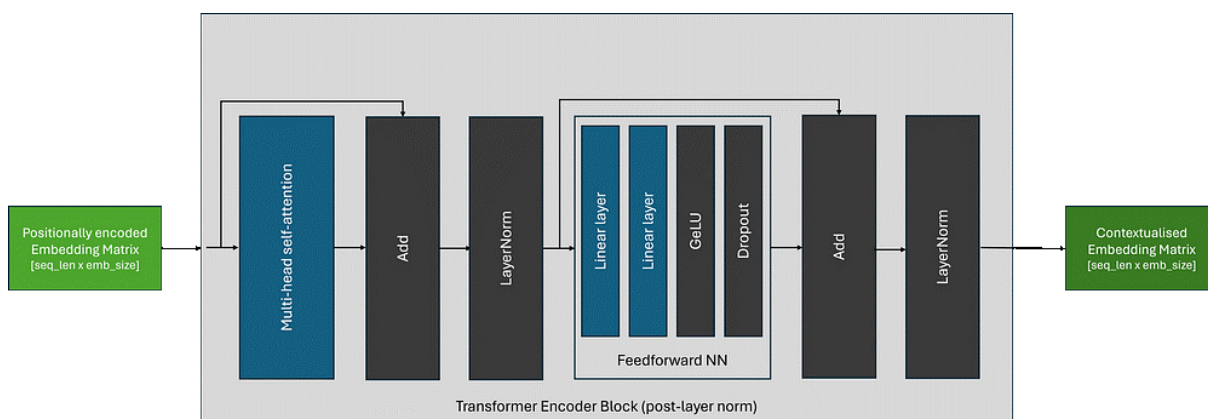 Positionally encoded
Embedding Matrix
[seq_len x emb_size]
Multi-head self-attention
Add
LayerNorm
Linear layer
Linear layer
GeLU
Dropout
Feedforward NN
Add
LayerNorm
Transformer Encoder Block (post-layer norm)
Contextualised
Embedding Matrix
[seq_len x emb_size]